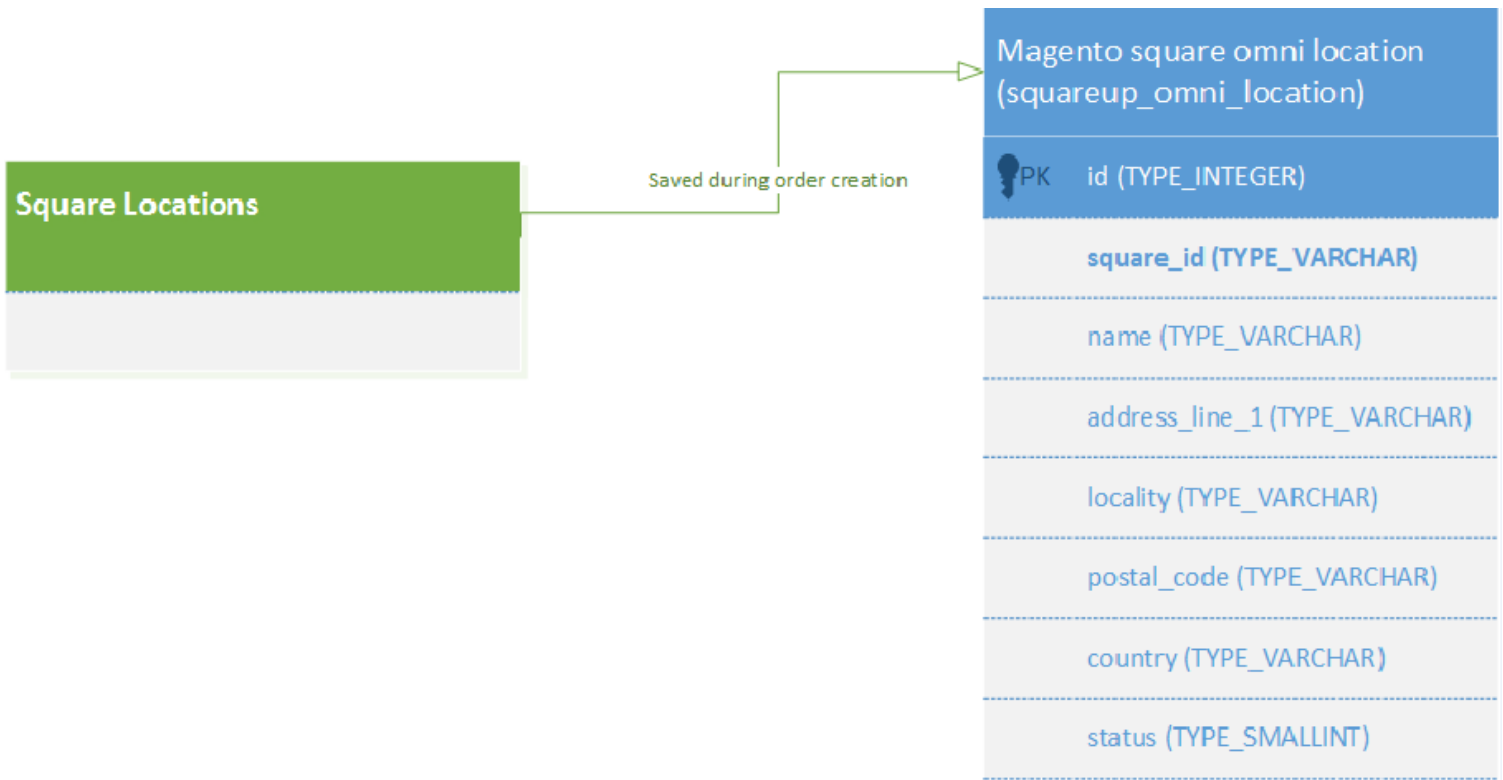 Magento square omni location
(squareup_omni_location)
PK id (TYPE_INTEGER)
Saved during order creation
Square Locations
square_id (TYPE_VARCHAR)
name (TYPE_VARCHAR)
address_line_1 (TYPE_VARCHAR)
locality (TYPE_VARCHAR)
postal_code (TYPE_VARCHAR)
country (TYPE_VARCHAR)
status (TYPE_SMALLINT)